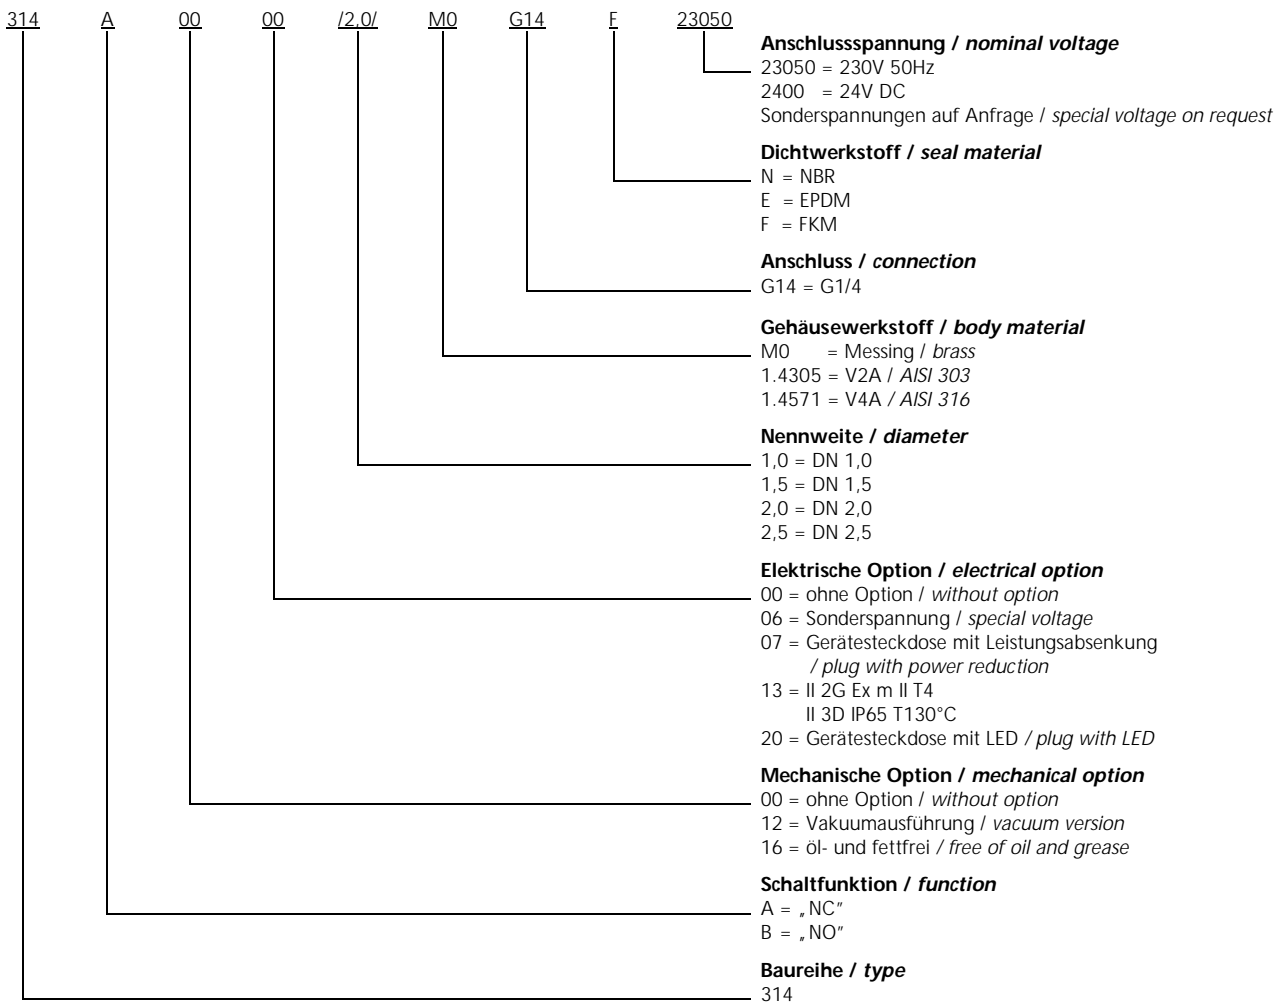 314 A 00 00 /2,0/ M0 G14 F 23050
Anschlussspannung / nominal voltage
23050 = 230V 50Hz
2400 = 24V DC
Sonderspannungen auf Anfrage / special voltage on request
Dichtwerkstoff / seal material
N = NBR
E = EPDM
F = FKM
Anschluss / connection
G14 = G1/4
Gehäusewerkstoff / body material
M0 = Messing / brass
1.4305 = V2A / AISI 303
1.4571 = V4A / AISI 316
Nennweite / diameter
1,0 = DN 1,0
1,5 = DN 1,5
2,0 = DN 2,0
2,5 = DN 2,5
Elektrische Option / electrical option
00 = ohne Option / without option
06 = Sonderspannung / special voltage
07 = Gerätesteckdose mit Leistungsabsenkung
/ plug with power reduction
13 = II 2G Ex m II T4
II 3D IP65 T130°C
20 = Gerätesteckdose mit LED / plug with LED
Mechanische Option / mechanical option
00 = ohne Option / without option
12 = Vakuumausführung / vacuum version
16 = öl- und fettfrei / free of oil and grease
Schaltfunktion / function
A = „NC"
B = „NO"
Baureihe / type
314